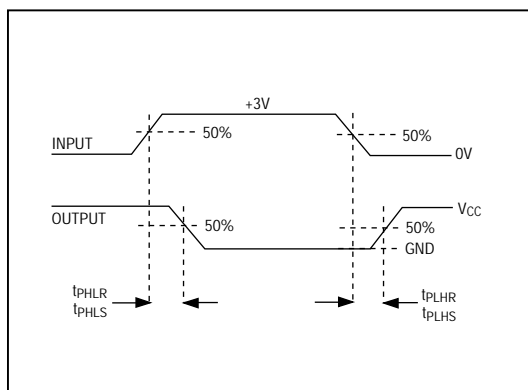 +3V
50%
50%
INPUT
0V
OUTPUT
VCC
50%
50%
GND
tPHLR
tPHLS
tPLHR
tPLHS